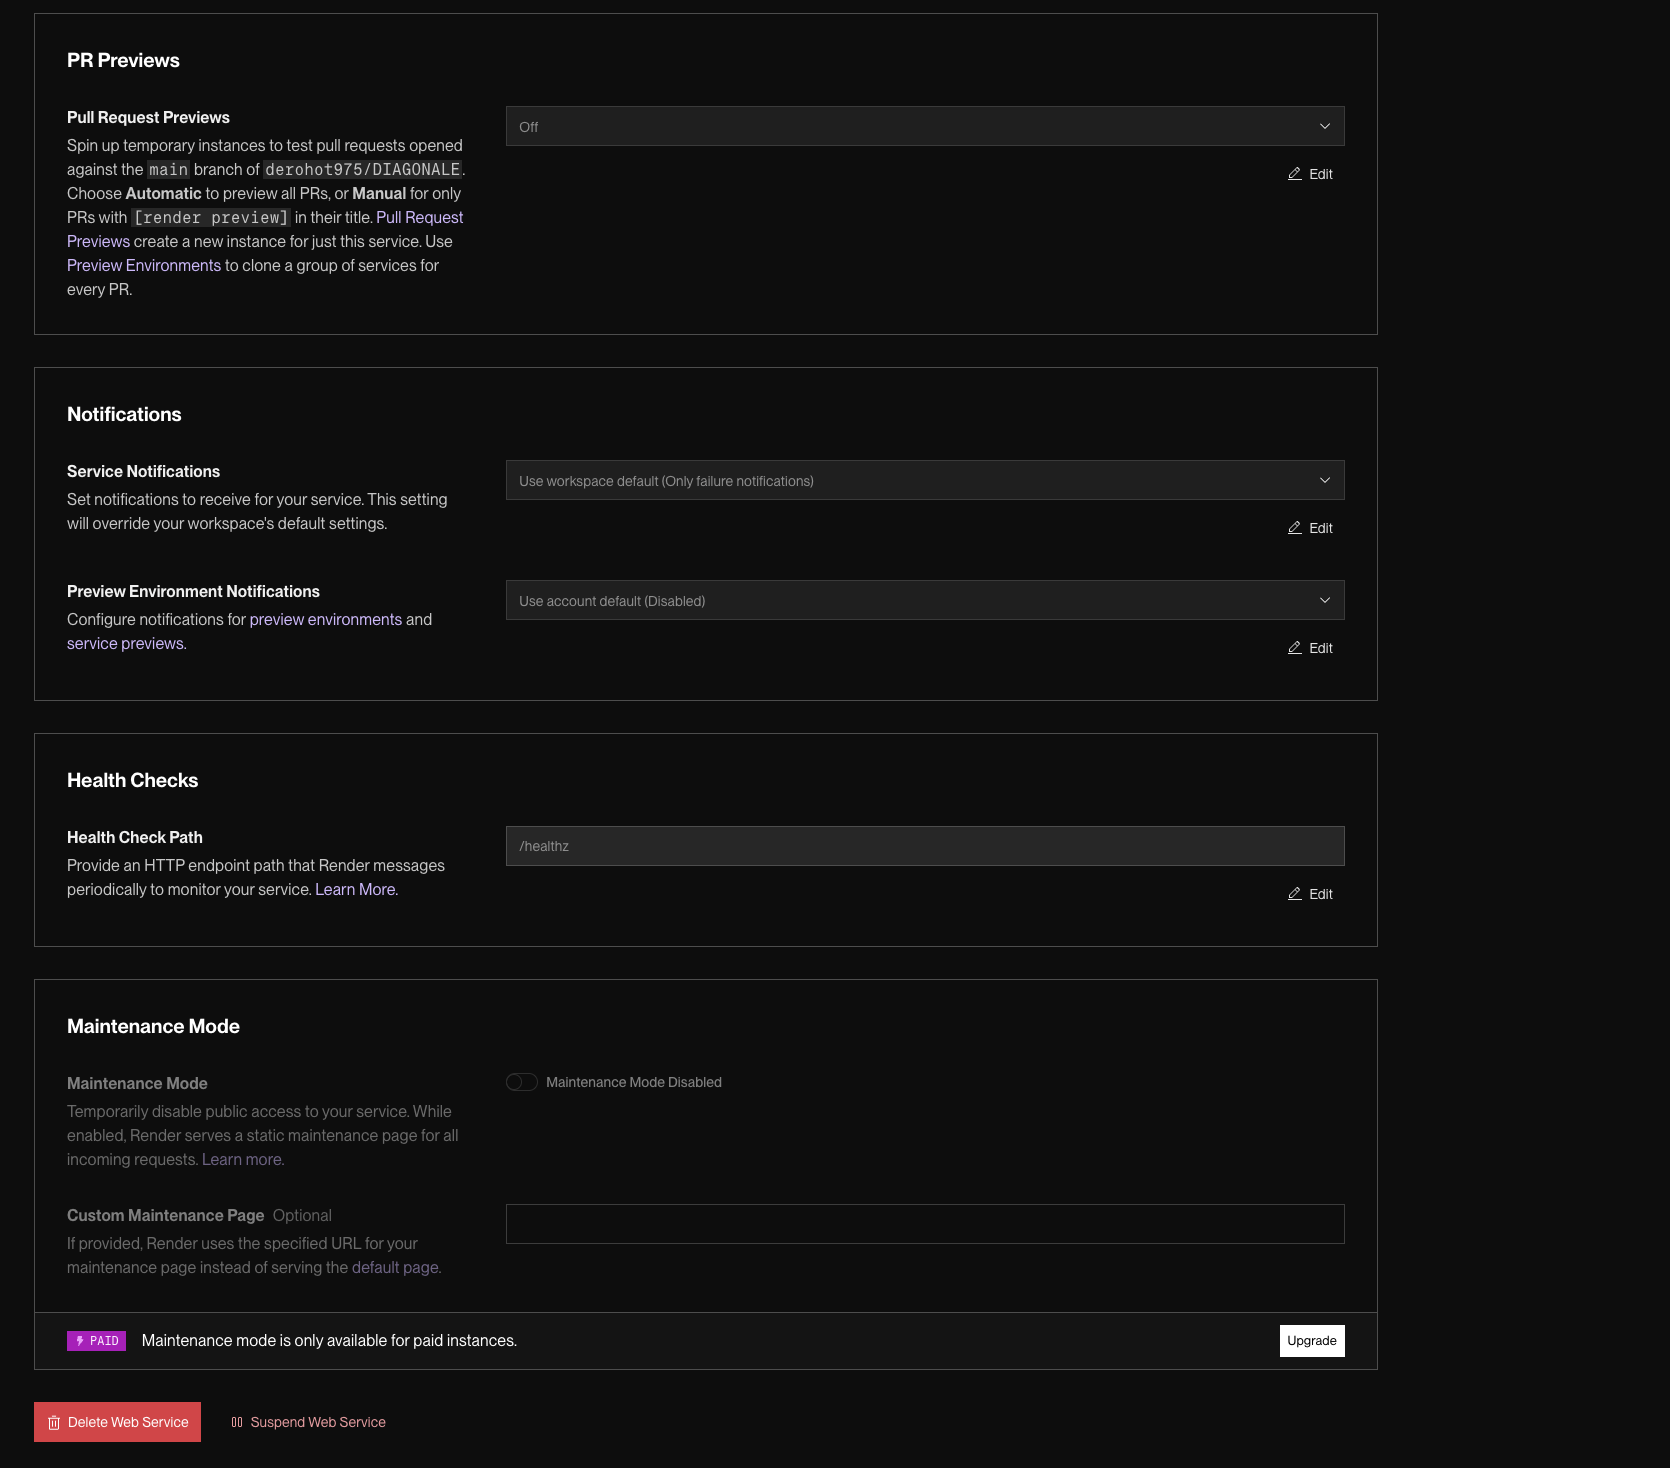 PR Previews
Pull Request Previews
Spin up temporary instances to test pull requests opened
against the main branch of derohot975/DIAGONALE.
Choose Automatic to preview all PRs, or Manual for only
PRs with [render preview] in their title. Pull Request
Previews create a new instance for just this service. Use
Preview Environments to clone a group of services for
every PR.
Off
Edit
Notifications
Service Notifications
Set notifications to receive for your service. This setting
will override your workspace's default settings.
Use workspace default (Only failure notifications)
Edit
Preview Environment Notifications
Configure notifications for preview environments and
service previews.
Use account default (Disabled)
Edit
Health Checks
Health Check Path
Provide an HTTP endpoint path that Render messages
periodically to monitor your service. Learn More.
/healthz
Edit
Maintenance Mode
Maintenance Mode
Temporarily disable public access to your service. While
enabled, Render serves a static maintenance page for all
incoming requests. Learn more.
Maintenance Mode Disabled
Custom Maintenance Page Optional
If provided, Render uses the specified URL for your
maintenance page instead of serving the default page.
PAID Maintenance mode is only available for paid instances.
Upgrade
Delete Web Service
Suspend Web Service